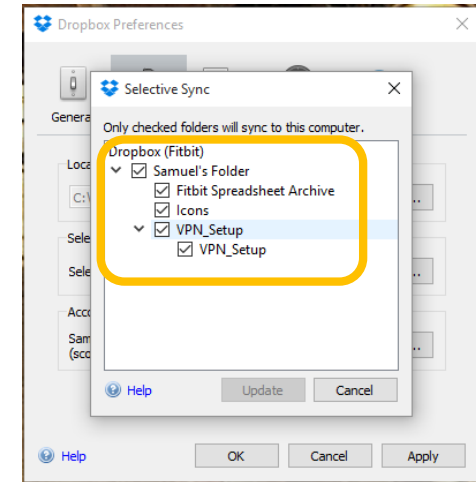 Dropbox Preferences
Selective Sync
Genera
Only checked folders will sync to this computer.
Dropbox (Fitbit)
Samuel's Folder
Fitbit Spreadsheet Archive
Icons
VPN_Setup
VPN_Setup
Loca
C:\
..
Sele
Sele
..
Acco
Sam
(sco
..
Help
Update
Cancel
Help
OK
Cancel
Apply